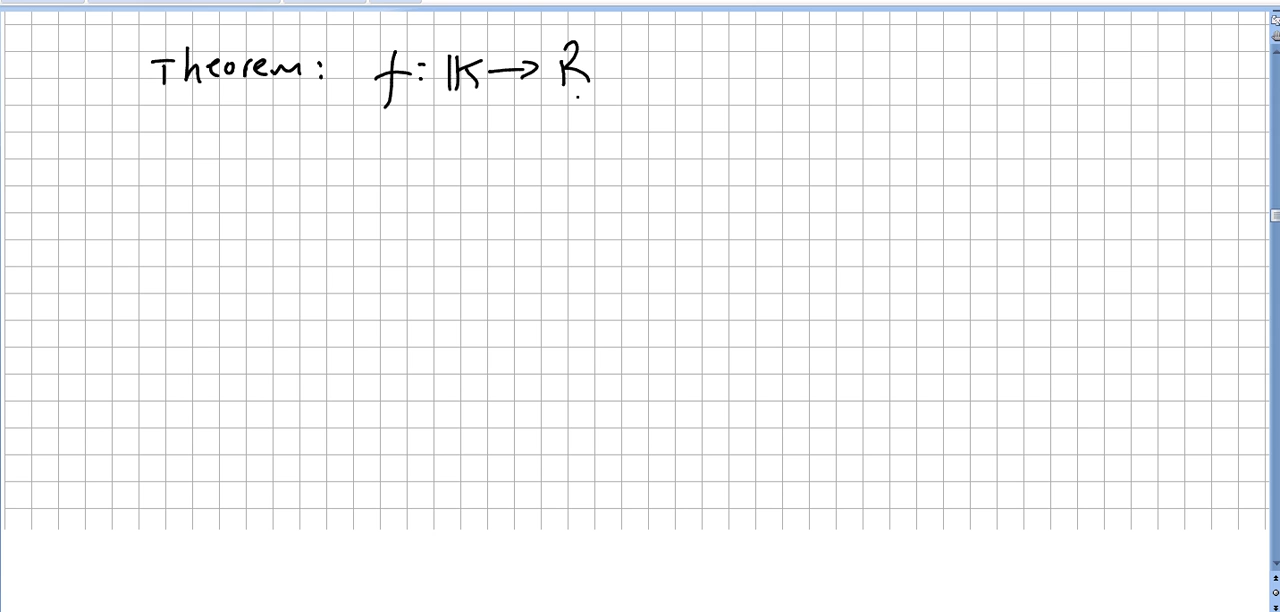 Theorem: f: 𝕂 → R